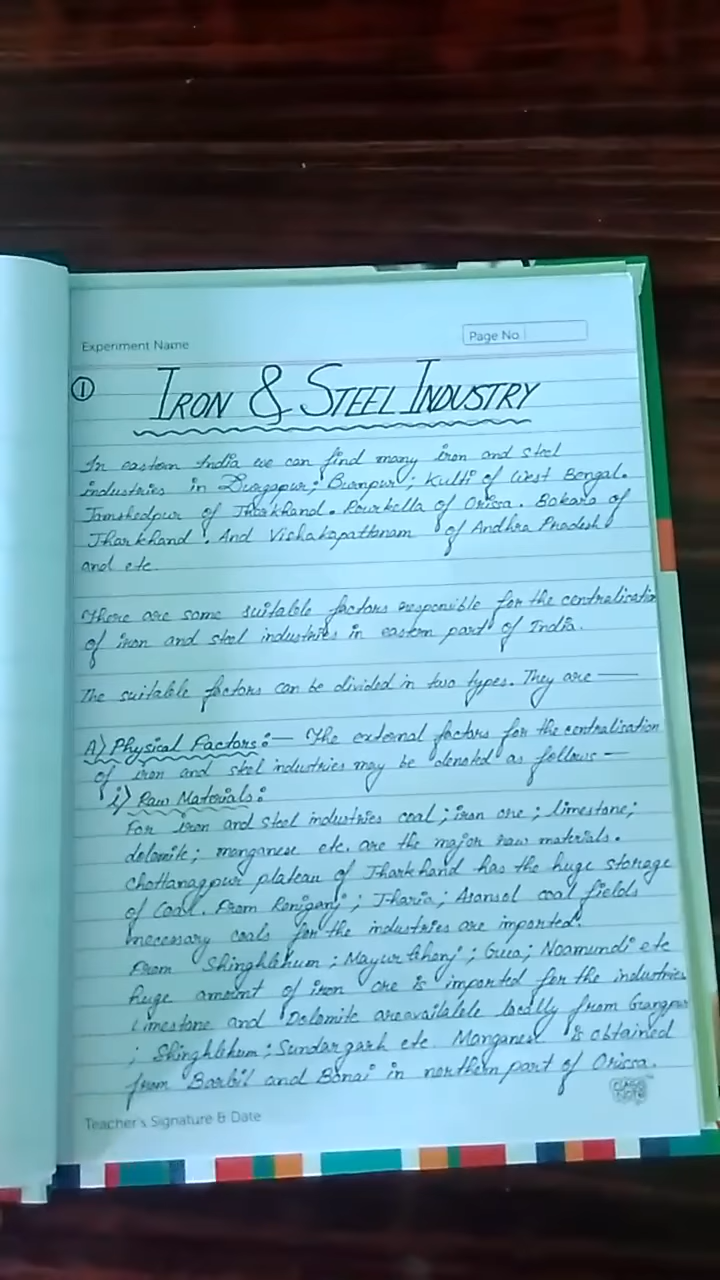 Experiment Name
Page No
① IRON & STEEL INDUSTRY
In eastern India we can find many iron and steel
industries in Durgapur; Burnpur; Kulti of West Bengal.
Jamshedpur of Jharkhand. Rourkella of Orissa. Bokaro of
Jharkhand. And Vishakapattanam of Andhra Pradesh
and etc.
There are some suitable factors responsible for the centralisation
of iron and steel industries in eastern part of India.
The suitable factors can be divided in two types. They are —
A) Physical Factors:— The external factors for the centralisation
of iron and steel industries may be denoted as follows —
i) Raw Materials:
For iron and steel industries coal; iron ore; limestone;
dolomite; manganese etc. are the major raw materials.
Chottanagpur plateau of Jharkhand has the huge storage
of Coal. From Raniganj; Jharia; Asansol coal fields
necessary coals for the industries are imported.
From Shinghbhum; Mayurbhanj; Guea; Noamundi etc
huge amount of iron ore is imported for the industries
Limestone and Dolomite are available locally from Gangpur
; Shinghbhum; Sundargarh etc. Manganese is obtained
from Barbil and Bonai in northern part of Orissa.
CLASS NOTE
Teacher's Signature & Date